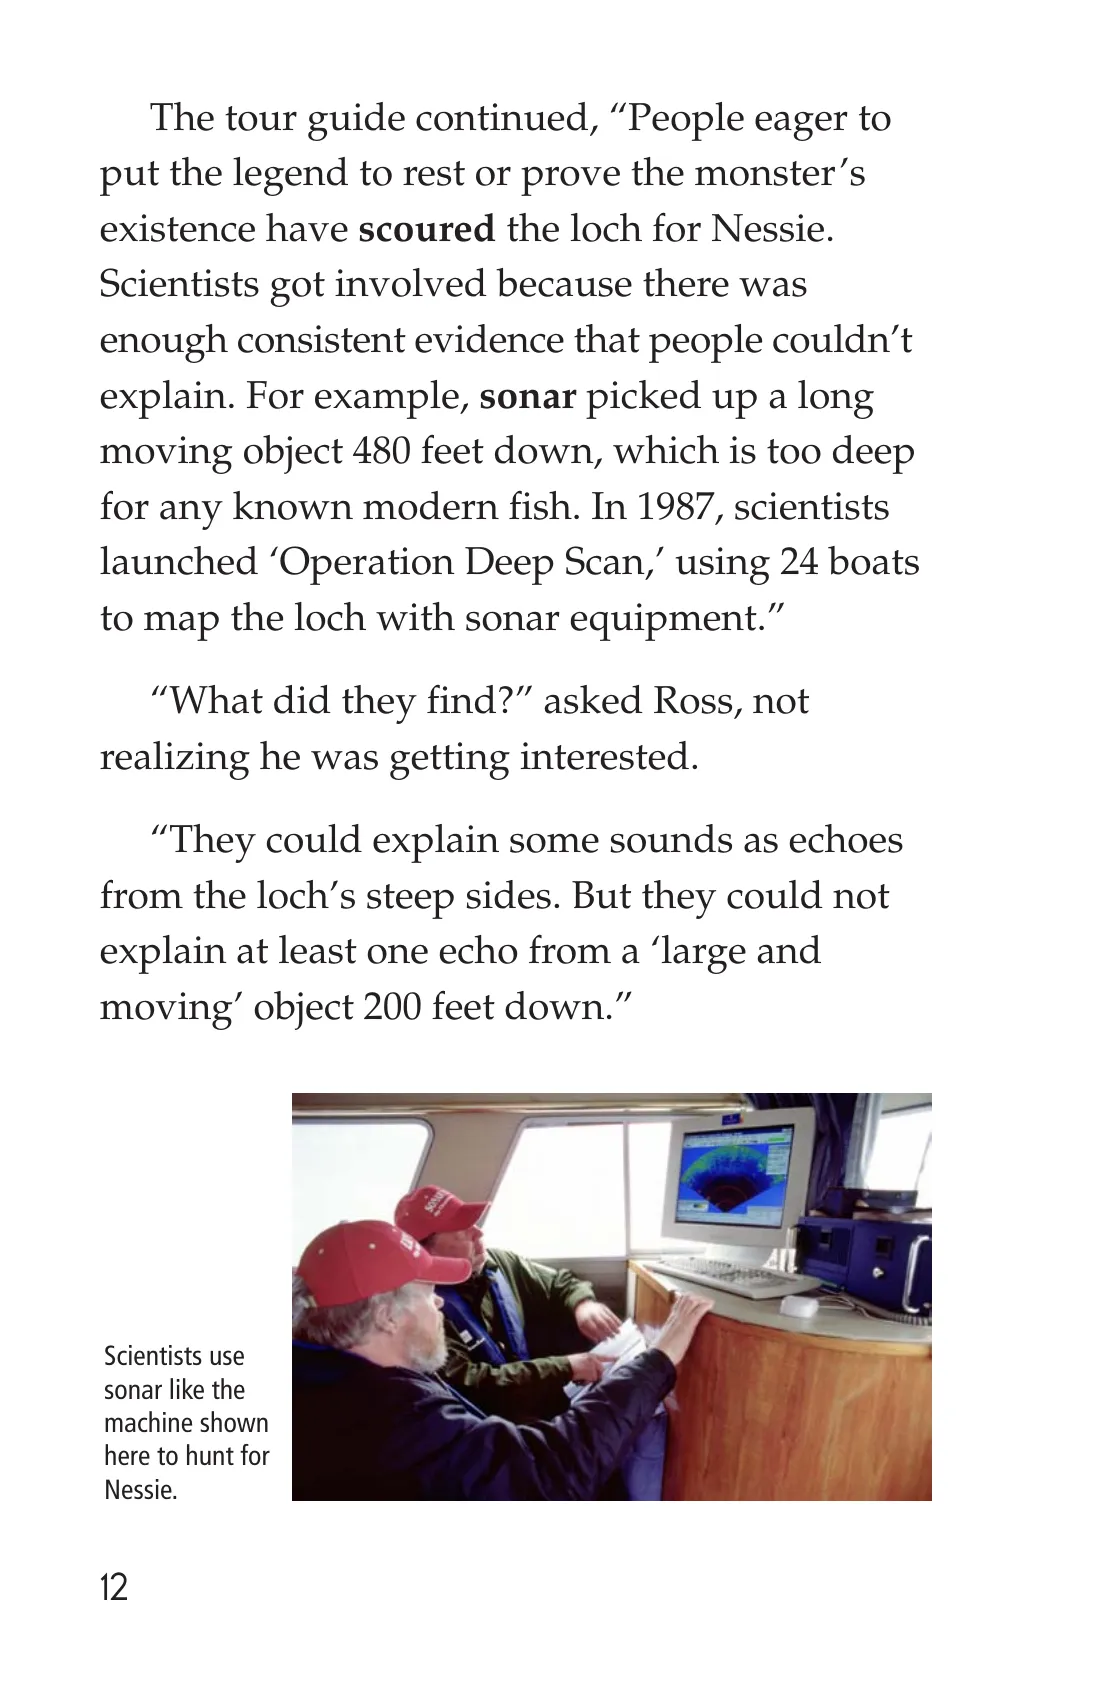 The tour guide continued, “People eager to
put the legend to rest or prove the monster’s
existence have scoured the loch for Nessie.
Scientists got involved because there was
enough consistent evidence that people couldn’t
explain. For example, sonar picked up a long
moving object 480 feet down, which is too deep
for any known modern fish. In 1987, scientists
launched ‘Operation Deep Scan,’ using 24 boats
to map the loch with sonar equipment.”
“What did they find?” asked Ross, not
realizing he was getting interested.
“They could explain some sounds as echoes
from the loch’s steep sides. But they could not
explain at least one echo from a ‘large and
moving’ object 200 feet down.”
Scientists use
sonar like the
machine shown
here to hunt for
Nessie.
12